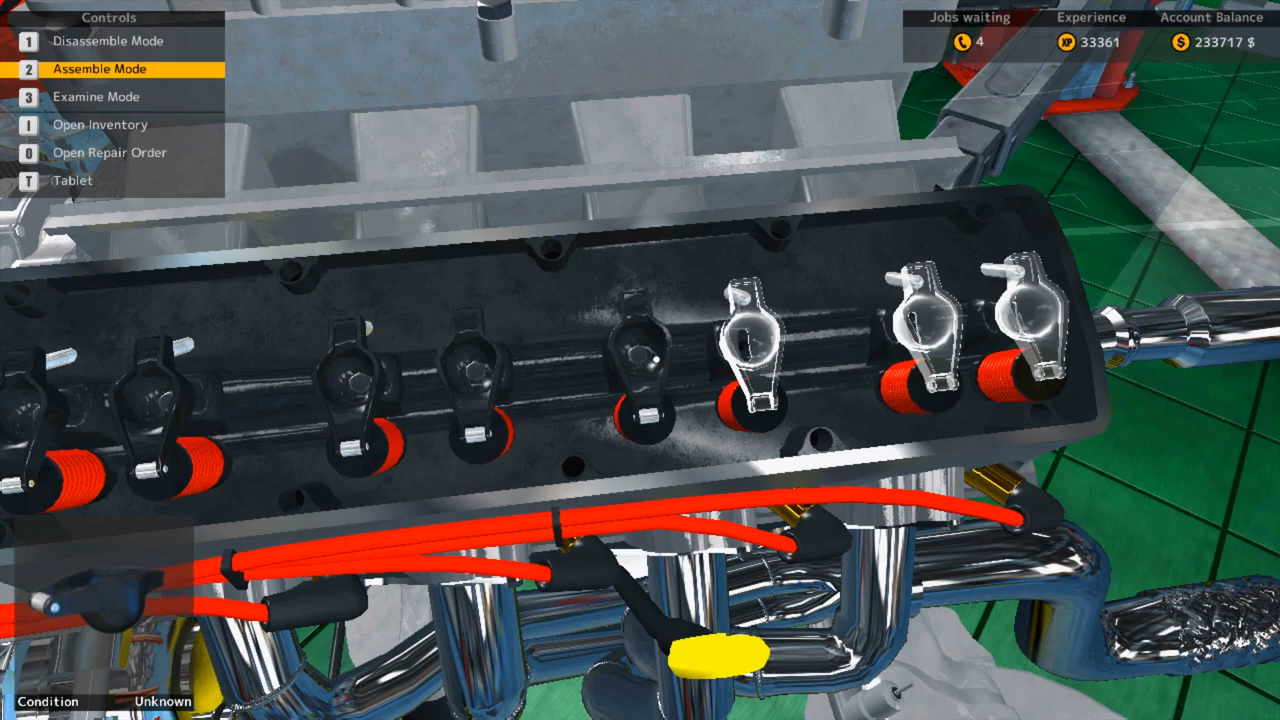 Controls
1 Disassemble Mode
2 Assemble Mode
3 Examine Mode
I Open Inventory
O Open Repair Order
T Tablet
Jobs waiting Experience Account Balance
4 XP 33361 $ 233717 $
Condition Unknown